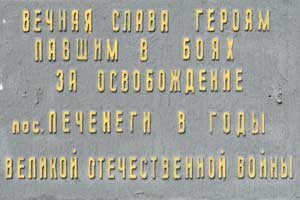 ВЕЧНАЯ СЛАВА ГЕРОЯМ
ПАВШИМ В БОЯХ
ЗА ОСВОБОЖДЕНИЕ
пос. ПЕЧЕНЕГИ В ГОДЫ
ВЕЛИКОЙ ОТЕЧЕСТВЕННОЙ ВОЙНЫ